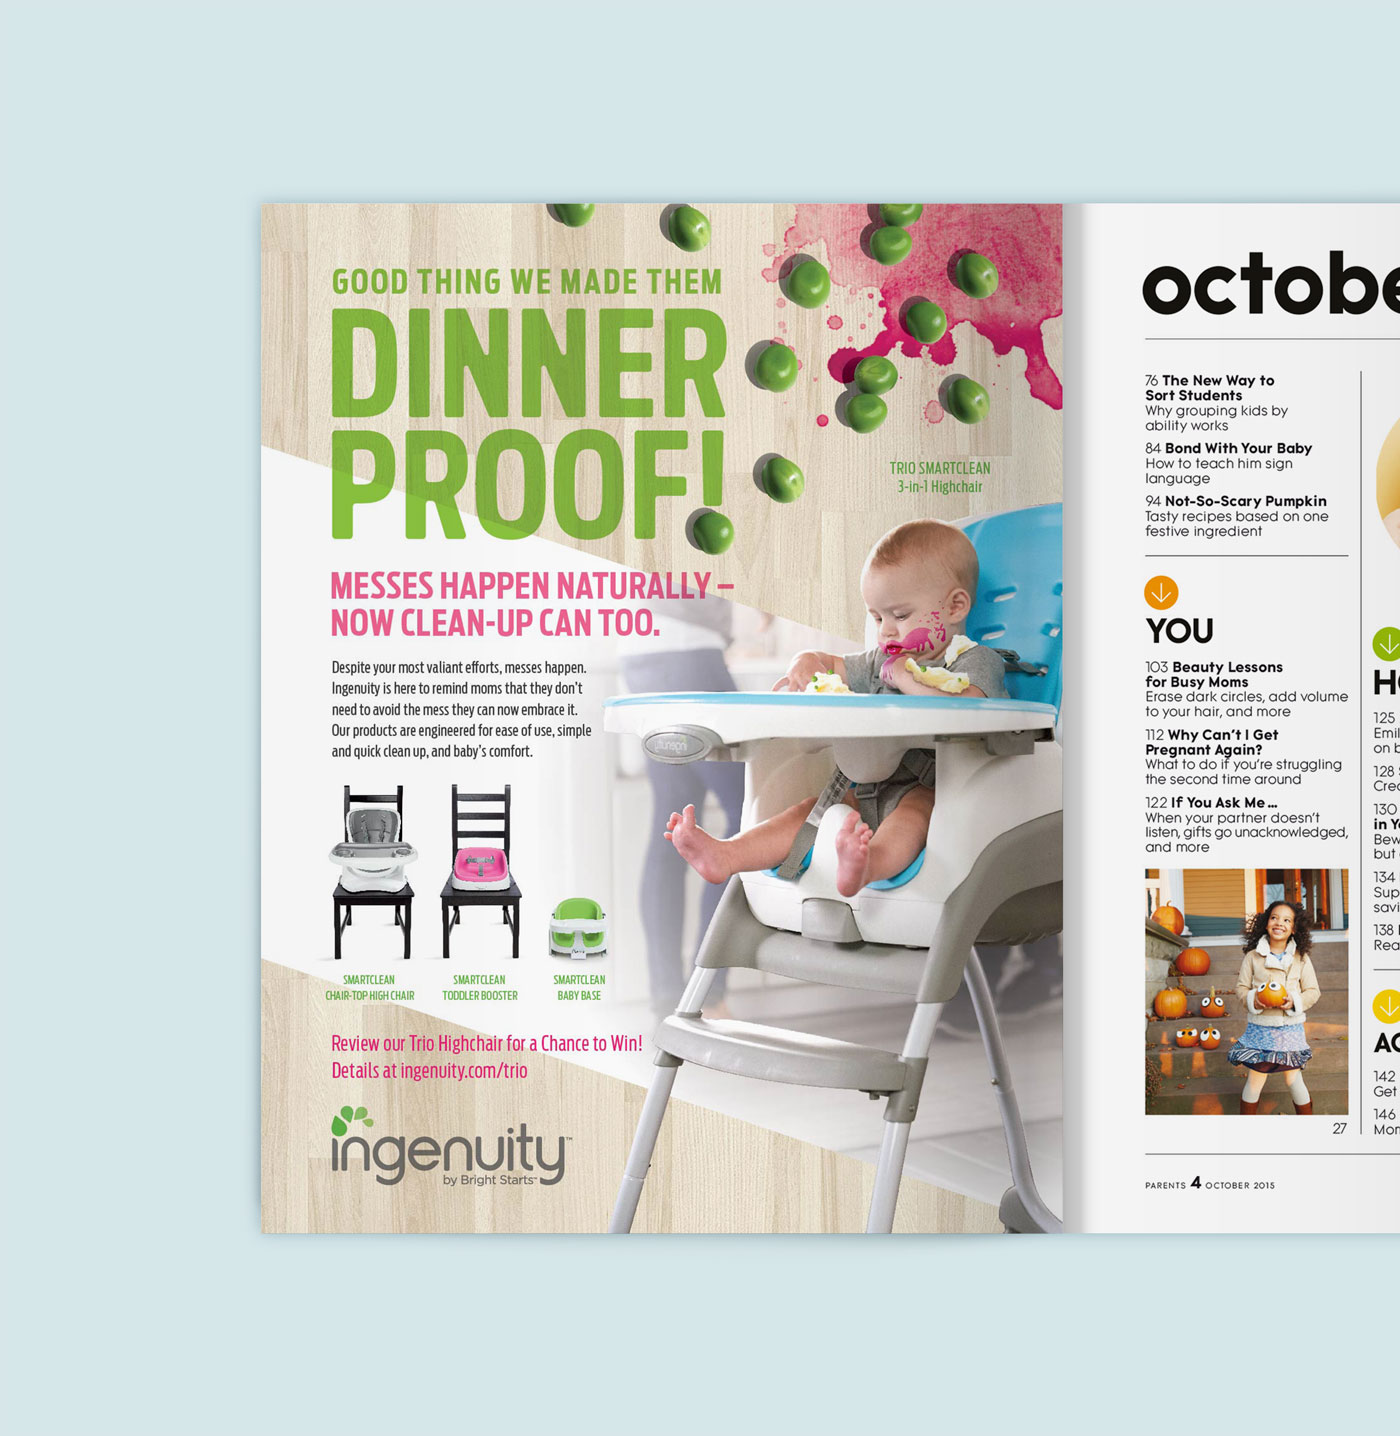 GOOD THING WE MADE THEM
DINNER
PROOF!
MESSES HAPPEN NATURALLY –
NOW CLEAN-UP CAN TOO.
Despite your most valiant efforts, messes happen.
Ingenuity is here to remind moms that they don't
need to avoid the mess they can now embrace it.
Our products are engineered for ease of use, simple
and quick clean up, and baby's comfort.
TRIO SMARTCLEAN
3-in-1 Highchair
SMARTCLEAN
CHAIR-TOP HIGH CHAIR
SMARTCLEAN
TODDLER BOOSTER
SMARTCLEAN
BABY BASE
Review our Trio Highchair for a Chance to Win!
Details at ingenuity.com/trio
ingenuity™
by Bright Starts™
octobe
76 The New Way to
Sort Students
Why grouping kids by
ability works
84 Bond With Your Baby
How to teach him sign
language
94 Not-So-Scary Pumpkin
Tasty recipes based on one
festive ingredient
YOU
103 Beauty Lessons
for Busy Moms
Erase dark circles, add volume
to your hair, and more
112 Why Can't I Get
Pregnant Again?
What to do if you're struggling
the second time around
122 If You Ask Me...
When your partner doesn't
listen, gifts go unacknowledged,
and more
27
PARENTS 4 OCTOBER 2015
125
Emil
on b
128
Crea
130
in Y
Bew
but
134
Sup
savi
138
Rea
142
Get
146
Mon